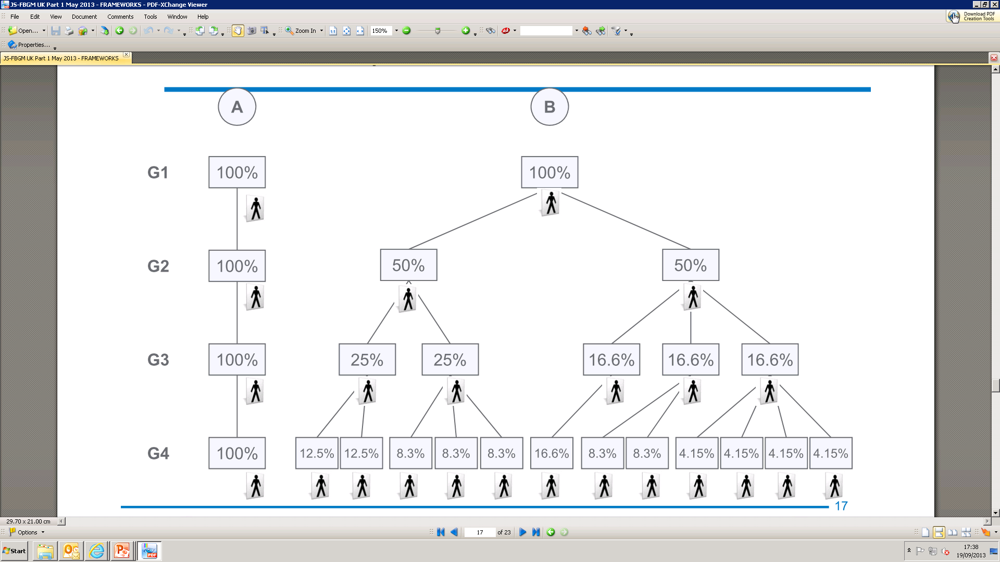 JS-FBGM UK Part 1 May 2013 - FRAMEWORKS - PDF-XChange Viewer
File Edit View Document Comments Tools Window Help
Download PDF
Creation Tools
Open... Zoom In 150% Ask
Properties...
JS-FBGM UK Part 1 May 2013 - FRAMEWORKS
A B
G1 100% 100%
G2 100% 50% 50%
G3 100% 25% 25% 16.6% 16.6% 16.6%
G4 100% 12.5% 12.5% 8.3% 8.3% 8.3% 16.6% 8.3% 8.3% 4.15% 4.15% 4.15% 4.15%
17
29.70 x 21.00 cm
Options 17 of 23
Start PDF 17:38
19/09/2013